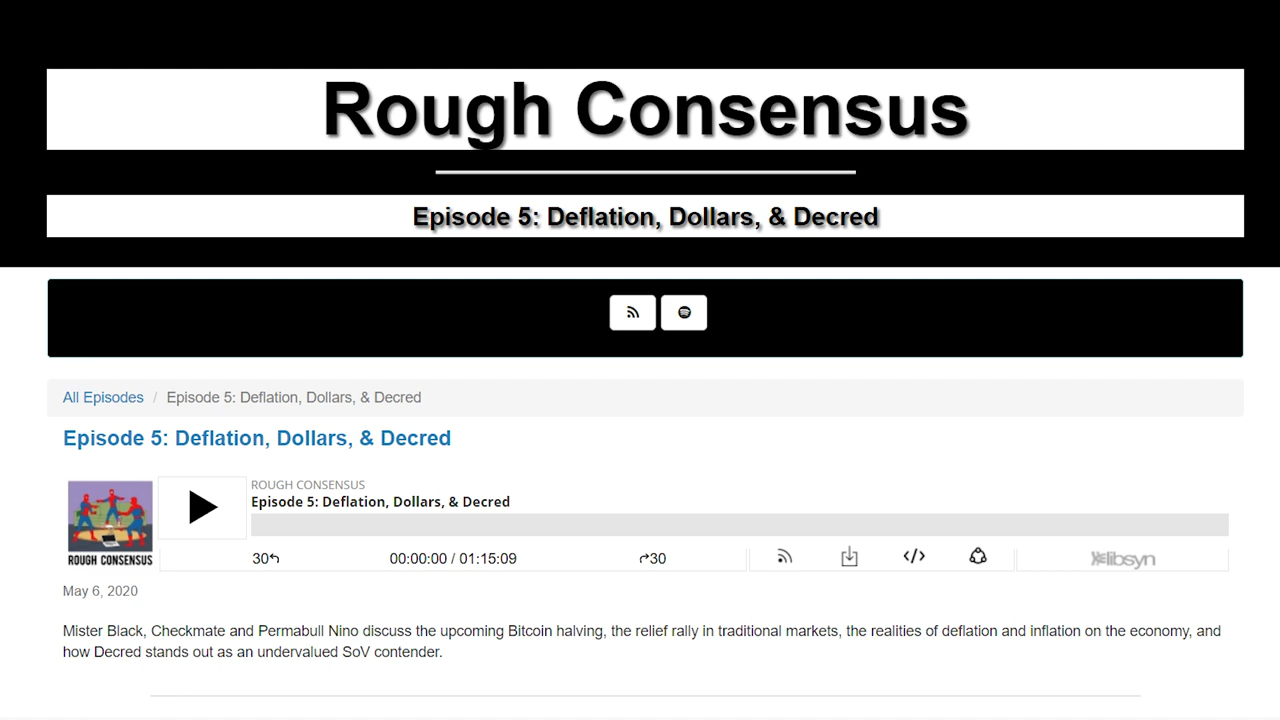 Rough Consensus
Episode 5: Deflation, Dollars, & Decred
All Episodes / Episode 5: Deflation, Dollars, & Decred
Episode 5: Deflation, Dollars, & Decred
ROUGH CONSENSUS
Episode 5: Deflation, Dollars, & Decred
ROUGH CONSENSUS
30 00:00:00 / 01:15:09 30 </> libsyn
May 6, 2020
Mister Black, Checkmate and Permabull Nino discuss the upcoming Bitcoin halving, the relief rally in traditional markets, the realities of deflation and inflation on the economy, and
how Decred stands out as an undervalued SoV contender.